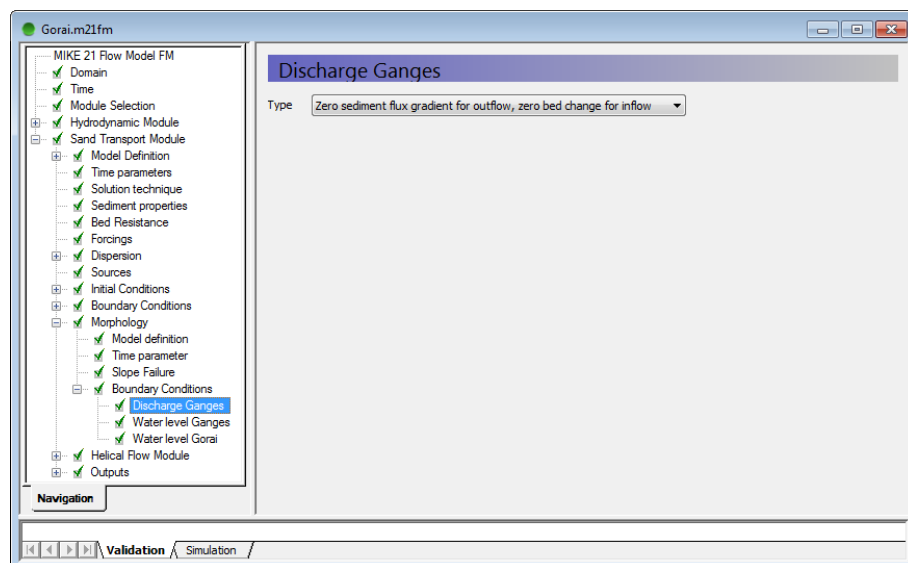 Gorai.m21fm
MIKE 21 Flow Model FM
Domain
Time
Module Selection
Hydrodynamic Module
Sand Transport Module
Model Definition
Time parameters
Solution technique
Sediment properties
Bed Resistance
Forcings
Dispersion
Sources
Initial Conditions
Boundary Conditions
Morphology
Model definition
Time parameter
Slope Failure
Boundary Conditions
Discharge Ganges
Water level Ganges
Water level Gorai
Helical Flow Module
Outputs
Navigation
Discharge Ganges
Type Zero sediment flux gradient for outflow, zero bed change for inflow
Validation Simulation